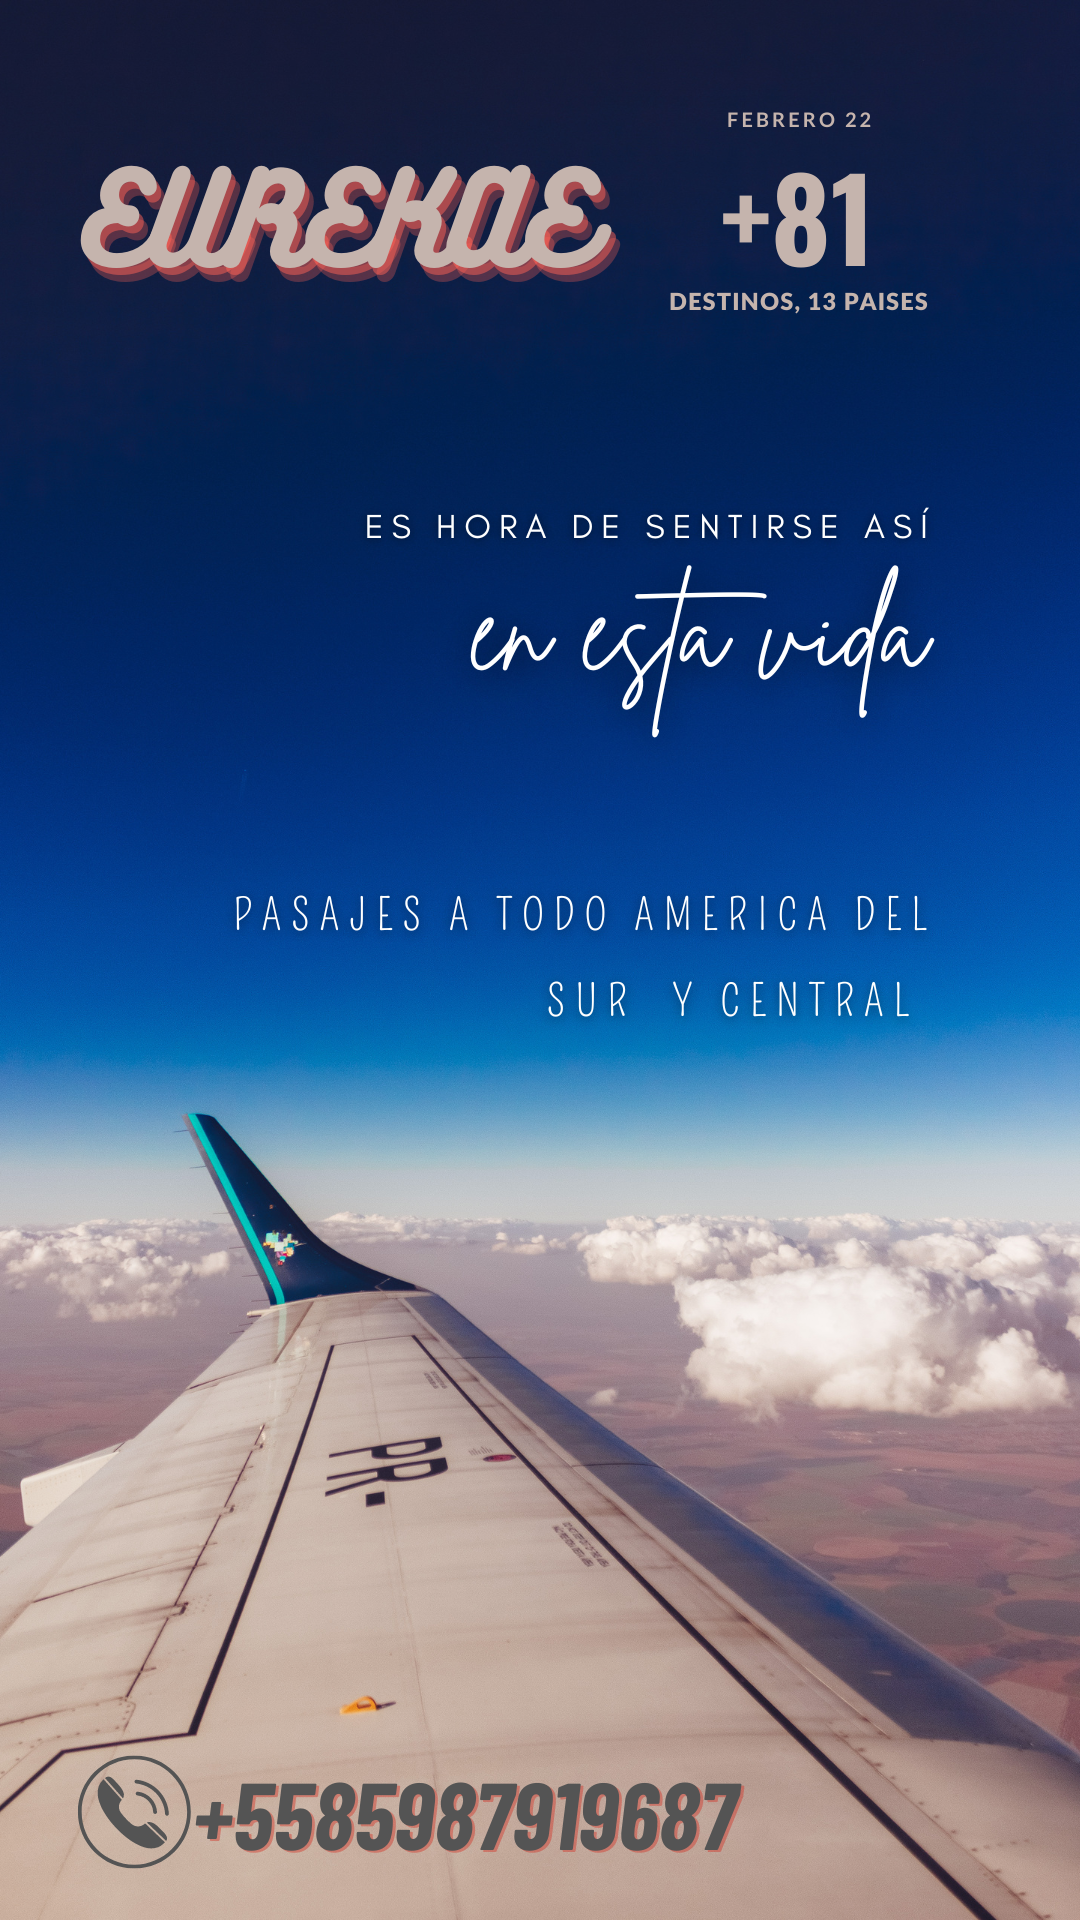 FEBRERO 22
EUREKAE
+81
DESTINOS, 13 PAISES
ES HORA DE SENTIRSE ASÍ
en esta vida
PASAJES A TODO AMERICA DEL
SUR Y CENTRAL
PR.
+5585987919687